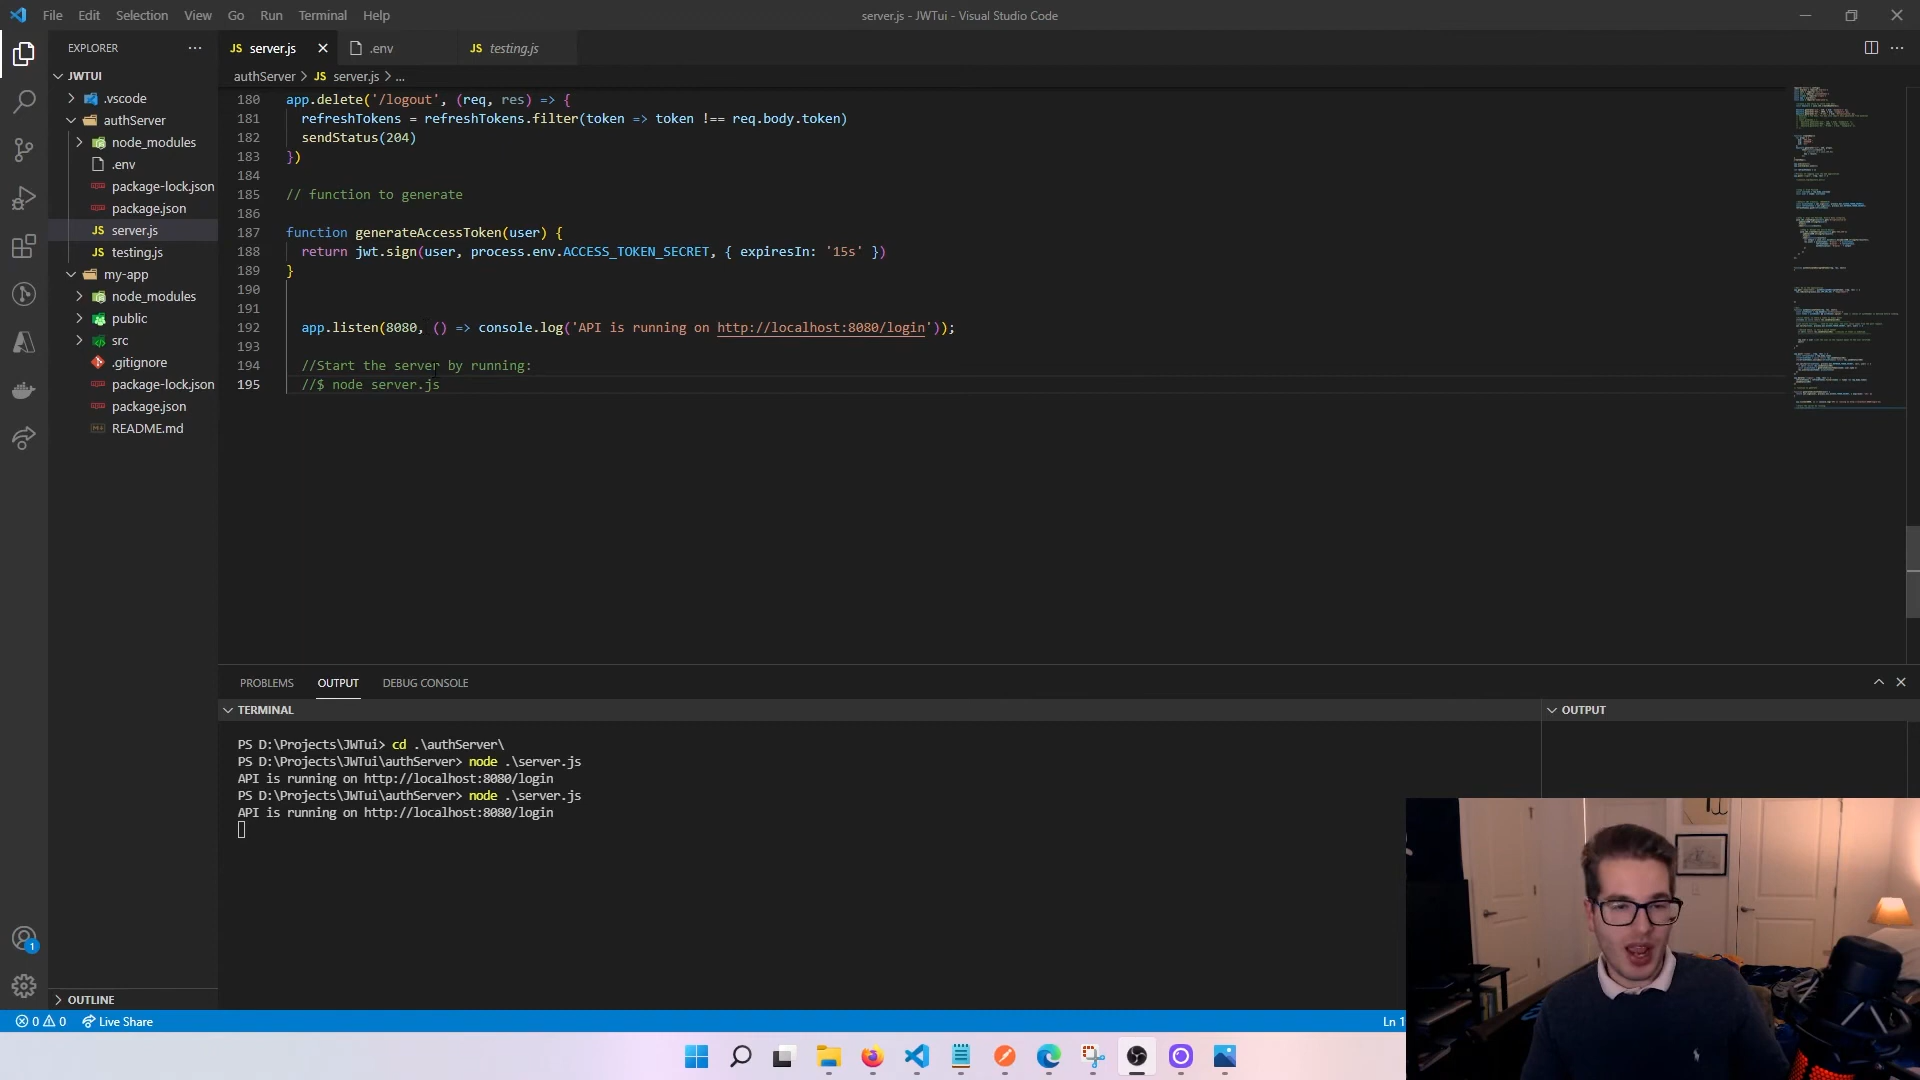 File Edit Selection View Go Run Terminal Help
server.js - JWTui - Visual Studio Code
EXPLORER
JWTUI
.vscode
authServer
node_modules
.env
package-lock.json
package.json
JS server.js
JS testing.js
my-app
node_modules
public
src
.gitignore
package-lock.json
package.json
README.md
OUTLINE
JS server.js
.env
JS testing.js
authServer > JS server.js > ...
180 app.delete('/logout', (req, res) => {
181 refreshTokens = refreshTokens.filter(token => token !== req.body.token)
182 sendStatus(204)
183 })
184
185 // function to generate
186
187 function generateAccessToken(user) {
188 return jwt.sign(user, process.env.ACCESS_TOKEN_SECRET, { expiresIn: '15s' })
189 }
190
191
192 app.listen(8080, () => console.log('API is running on http://localhost:8080/login'));
193
194 //Start the server by running:
195 //$ node server.js
PROBLEMS OUTPUT DEBUG CONSOLE
TERMINAL
PS D:\Projects\JWTui> cd .\authServer\
PS D:\Projects\JWTui\authServer> node .\server.js
API is running on http://localhost:8080/login
PS D:\Projects\JWTui\authServer> node .\server.js
API is running on http://localhost:8080/login
OUTPUT
1
0 0 Live Share
Ln 1